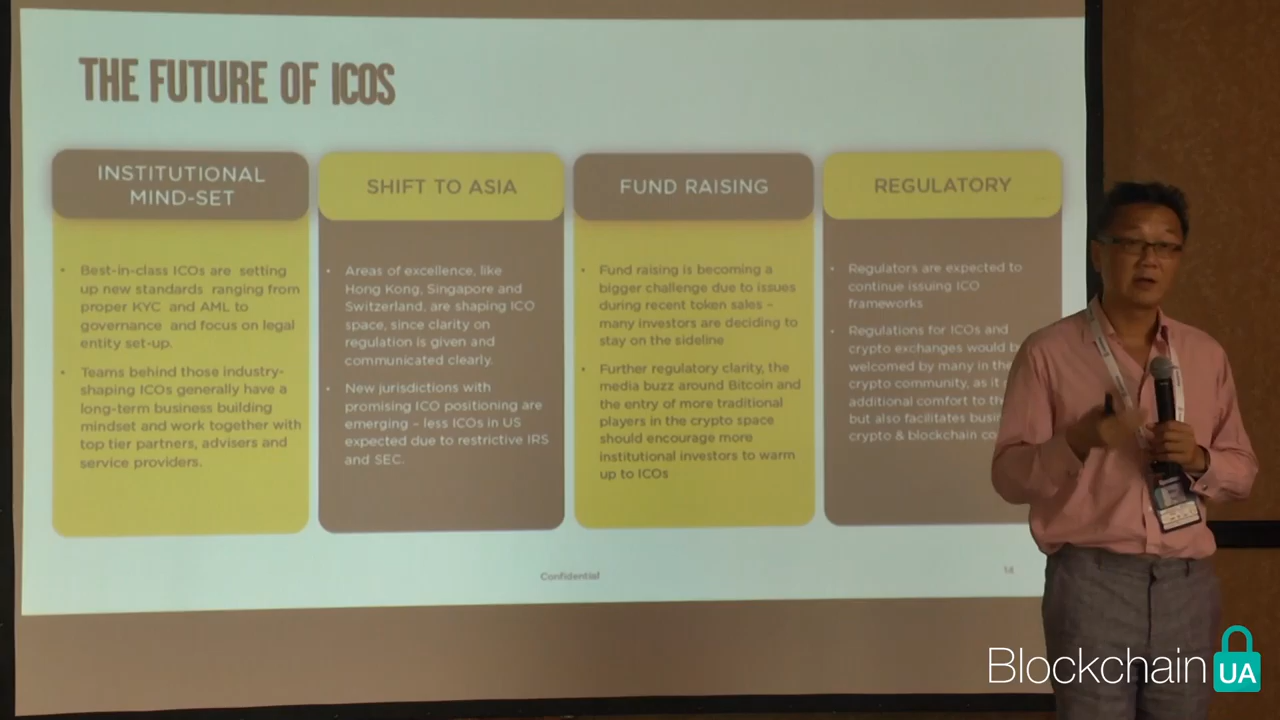 THE FUTURE OF ICOS
INSTITUTIONAL
MIND-SET
• Best-in-class ICOs are setting
up new standards ranging from
proper KYC and AML to
governance and focus on legal
entity set-up.
• Teams behind those industry-
shaping ICOs generally have a
long-term business building
mindset and work together with
top tier partners, advisers and
service providers.
SHIFT TO ASIA
• Areas of excellence, like
Hong Kong, Singapore and
Switzerland, are shaping ICO
space, since clarity on
regulation is given and
communicated clearly.
• New jurisdictions with
promising ICO positioning are
emerging – less ICOs in US
expected due to restrictive IRS
and SEC.
FUND RAISING
• Fund raising is becoming a
bigger challenge due to issues
during recent token sales –
many investors are deciding to
stay on the sideline
• Further regulatory clarity, the
media buzz around Bitcoin and
the entry of more traditional
players in the crypto space
should encourage more
institutional investors to warm
up to ICOs
REGULATORY
• Regulators are expected to
continue issuing ICO
frameworks
• Regulations for ICOs and
crypto exchanges would
welcomed by many in the
crypto community, as it
additional comfort to
but also facilitates
crypto & blockchain
Confidential
14
Blockchain UA